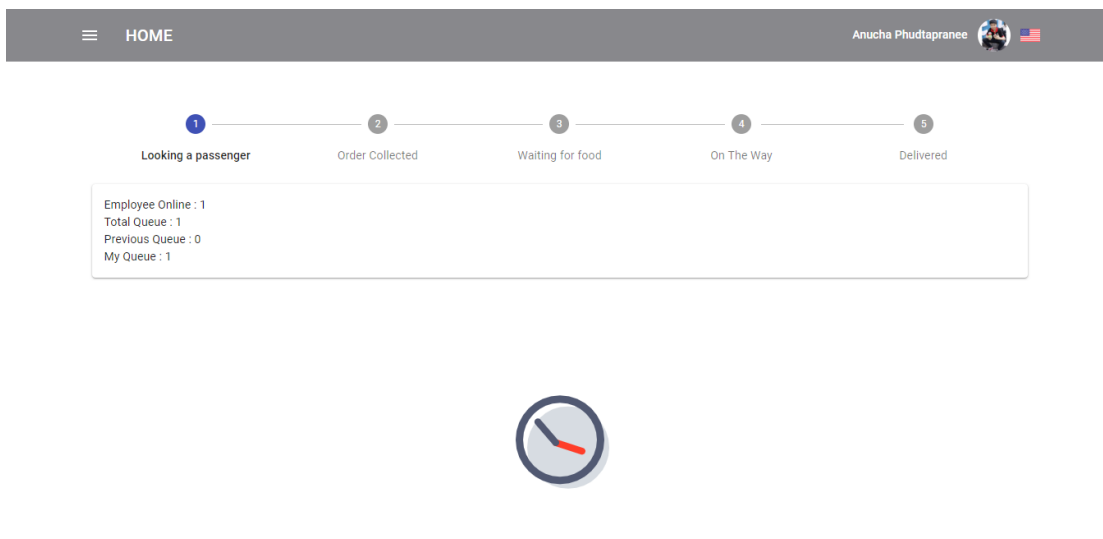 HOME
Anucha Phudtapranee
1
2
3
4
5
Looking a passenger
Order Collected
Waiting for food
On The Way
Delivered
Employee Online : 1
Total Queue : 1
Previous Queue : 0
My Queue : 1